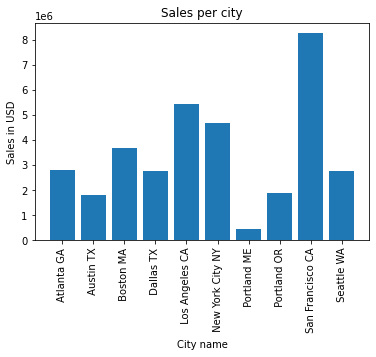 Sales per city
1e6
8
7
6
5
4
3
2
1
0
Sales in USD
Atlanta GA
Austin TX
Boston MA
Dallas TX
Los Angeles CA
New York City NY
Portland ME
Portland OR
San Francisco CA
Seattle WA
City name